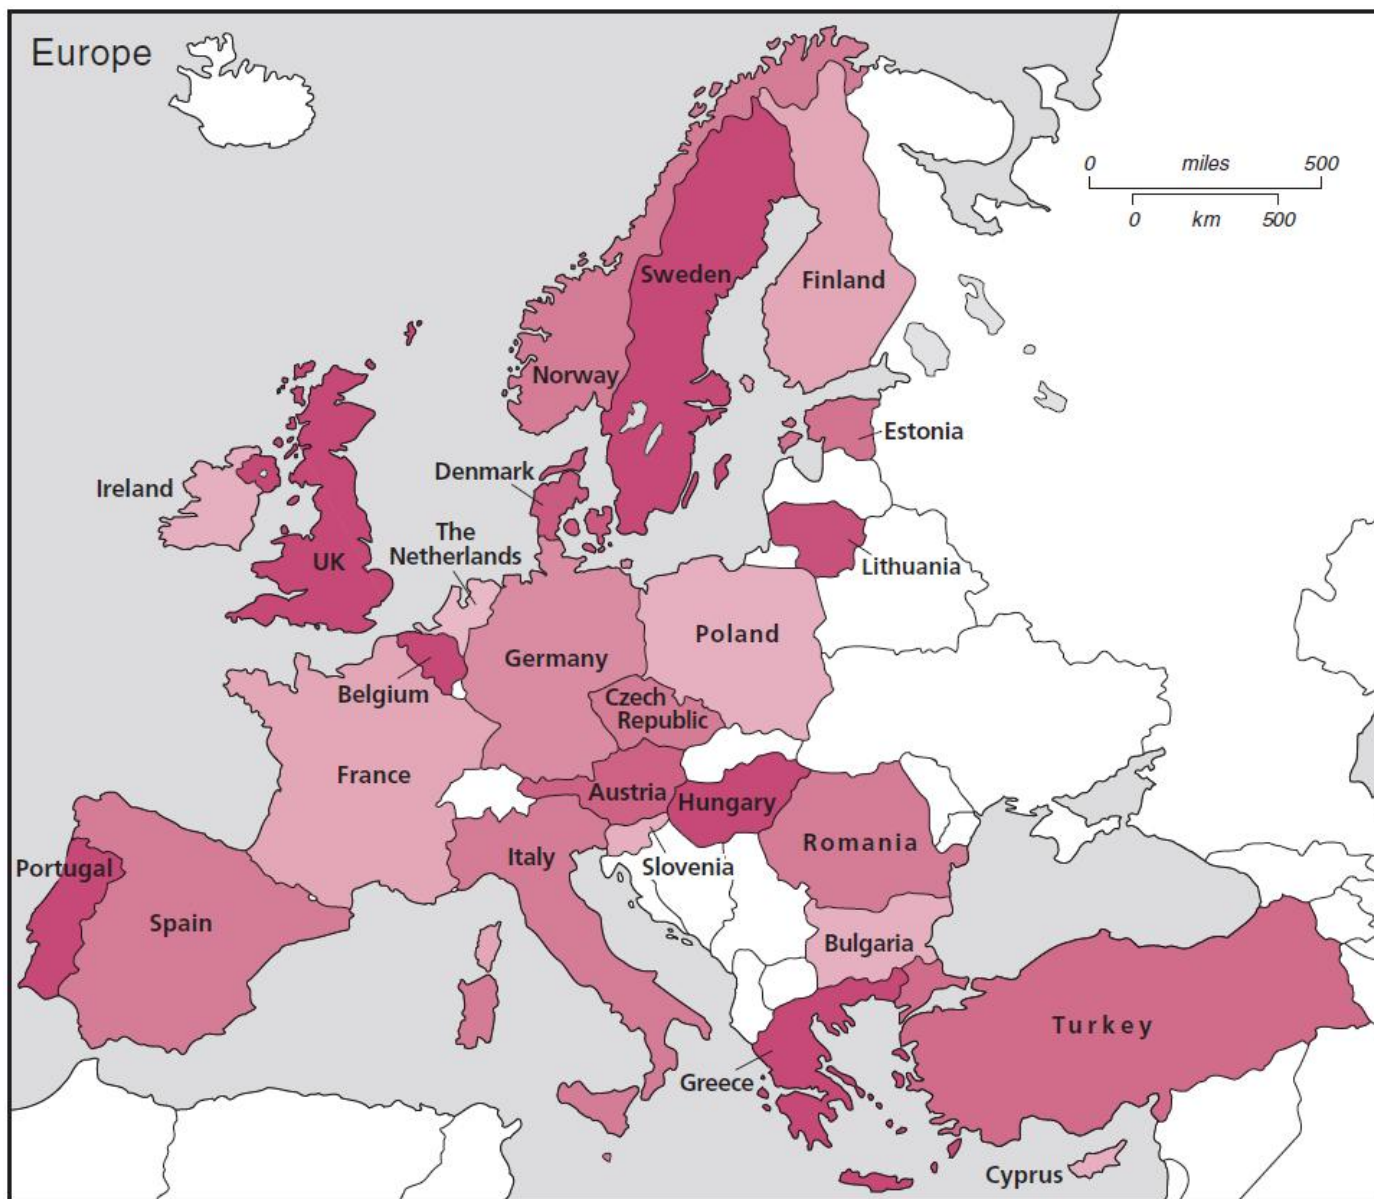 Europe
0 miles 500
0 km 500
Sweden
Finland
Norway
Estonia
Denmark
Ireland
The
Netherlands
UK
Lithuania
Poland
Germany
Belgium
Czech
Republic
France
Austria
Hungary
Romania
Italy
Slovenia
Portugal
Spain
Bulgaria
Turkey
Greece
Cyprus